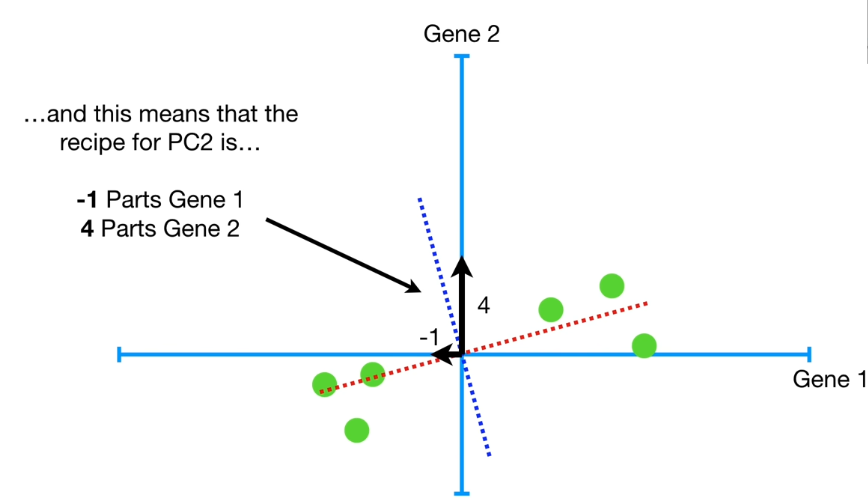 Gene 2
…and this means that the
recipe for PC2 is…
-1 Parts Gene 1
4 Parts Gene 2
4
-1
Gene 1